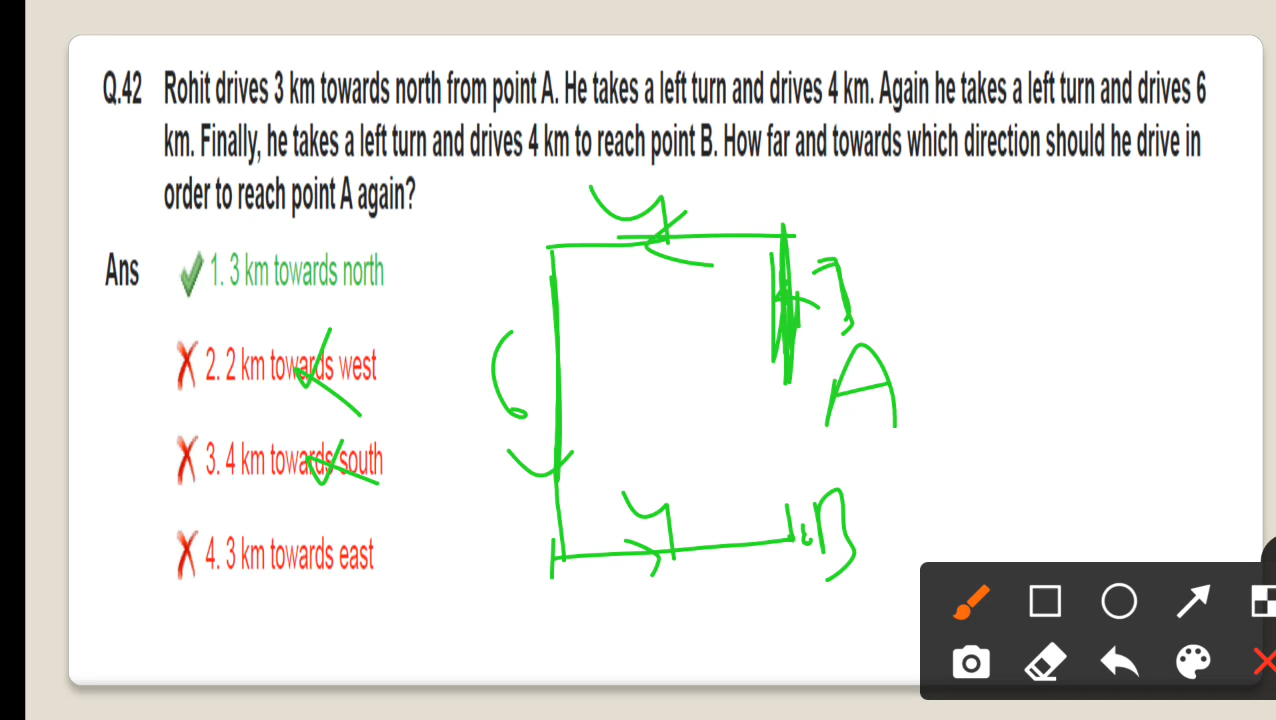 Q.42 Rohit drives 3 km towards north from point A. He takes a left turn and drives 4 km. Again he takes a left turn and drives 6
km. Finally, he takes a left turn and drives 4 km to reach point B. How far and towards which direction should he drive in
order to reach point A again?
4
Ans 1. 3 km towards north
3
2. 2 km towards west
6 A
3. 4 km towards south
4 B
4. 3 km towards east